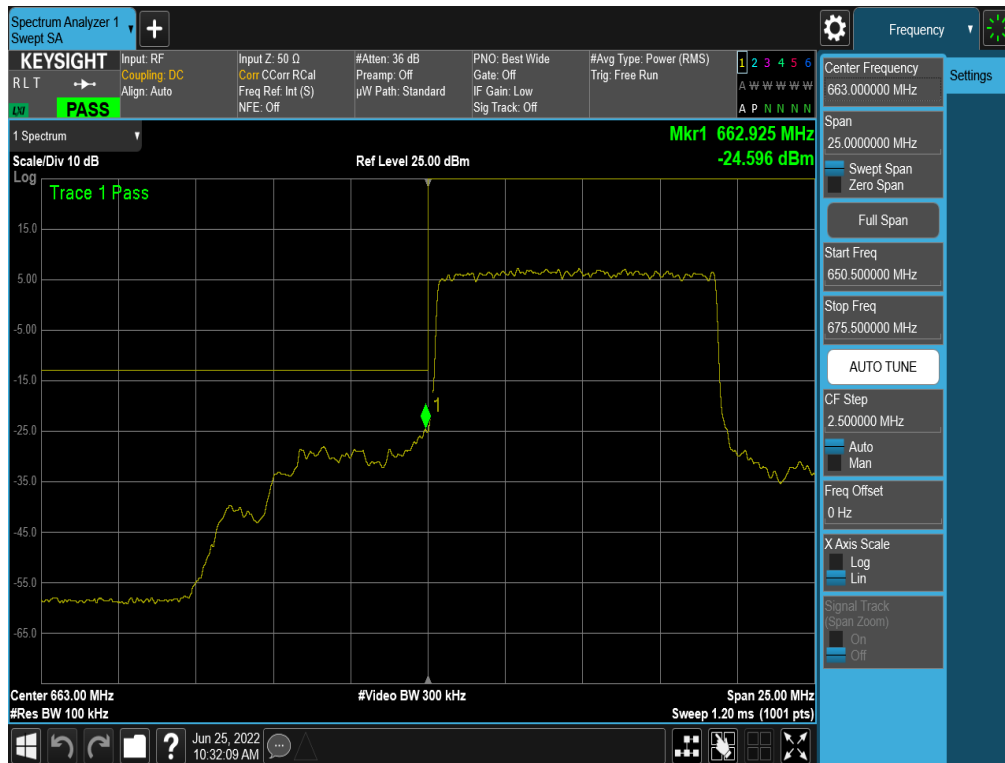 Spectrum Analyzer 1
Swept SA
Frequency
KEYSIGHT
R L T
LXI
PASS
Input: RF
Coupling: DC
Align: Auto
Input Z: 50 Ω
Corr CCorr RCal
Freq Ref: Int (S)
NFE: Off
#Atten: 36 dB
Preamp: Off
µW Path: Standard
PNO: Best Wide
Gate: Off
IF Gain: Low
Sig Track: Off
#Avg Type: Power (RMS)
Trig: Free Run
1 2 3 4 5 6
A W W W W W
A P N N N N
1 Spectrum
Mkr1 662.925 MHz
Scale/Div 10 dB
Ref Level 25.00 dBm
-24.596 dBm
Log
Trace 1 Pass
15.0
5.00
-5.00
-15.0
-25.0
-35.0
-45.0
-55.0
-65.0
1
Center 663.00 MHz
#Video BW 300 kHz
Span 25.00 MHz
#Res BW 100 kHz
Sweep 1.20 ms (1001 pts)
Jun 25, 2022
10:32:09 AM
Center Frequency
663.000000 MHz
Settings
Span
25.0000000 MHz
Swept Span
Zero Span
Full Span
Start Freq
650.500000 MHz
Stop Freq
675.500000 MHz
AUTO TUNE
CF Step
2.500000 MHz
Auto
Man
Freq Offset
0 Hz
X Axis Scale
Log
Lin
Signal Track
(Span Zoom)
On
Off